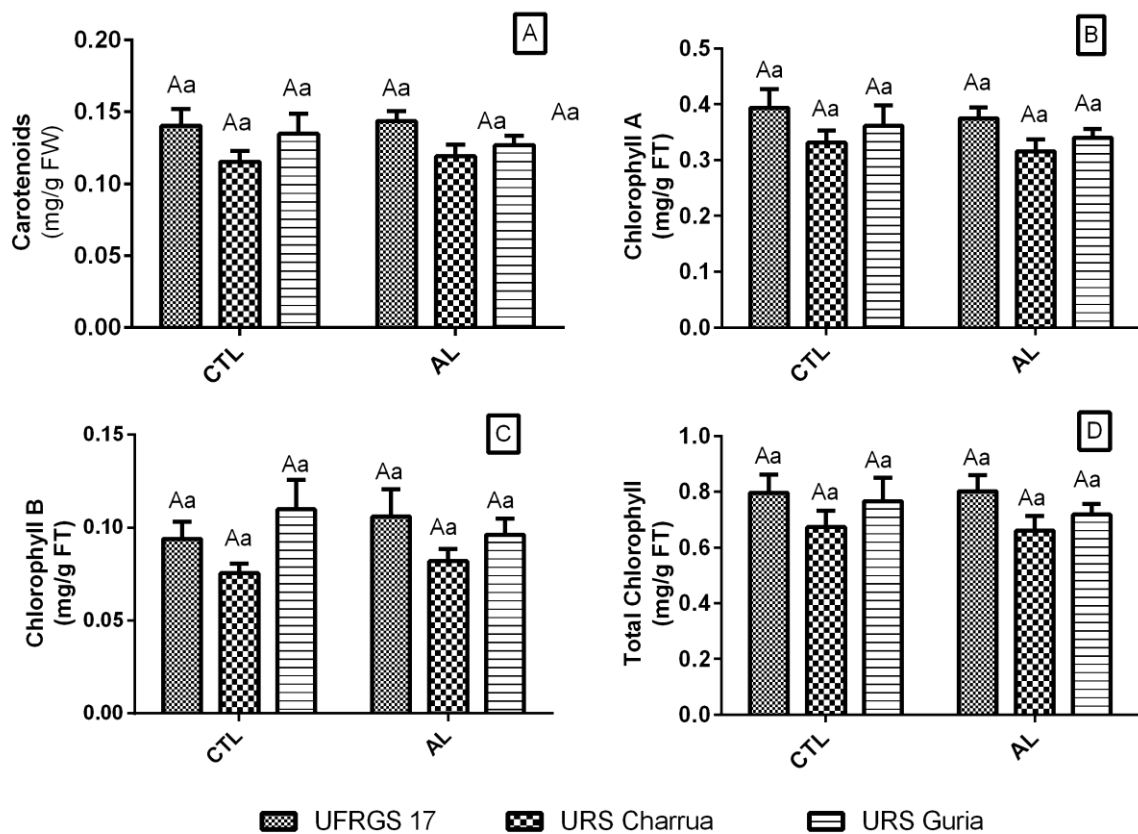 A
0.20
0.15
0.10
0.05
0.00
Carotenoids
(mg/g FW)
Aa
Aa
Aa
Aa
Aa
Aa
CTL
AL
B
0.5
0.4
0.3
0.2
0.1
0.0
Chlorophyll A
(mg/g FT)
Aa
Aa
Aa
Aa
Aa
Aa
CTL
AL
C
0.15
0.10
0.05
0.00
Chlorophyll B
(mg/g FT)
Aa
Aa
Aa
Aa
Aa
Aa
CTL
AL
D
1.0
0.8
0.6
0.4
0.2
0.0
Total Chlorophyll
(mg/g FT)
Aa
Aa
Aa
Aa
Aa
Aa
CTL
AL
UFRGS 17
URS Charrua
URS Guria